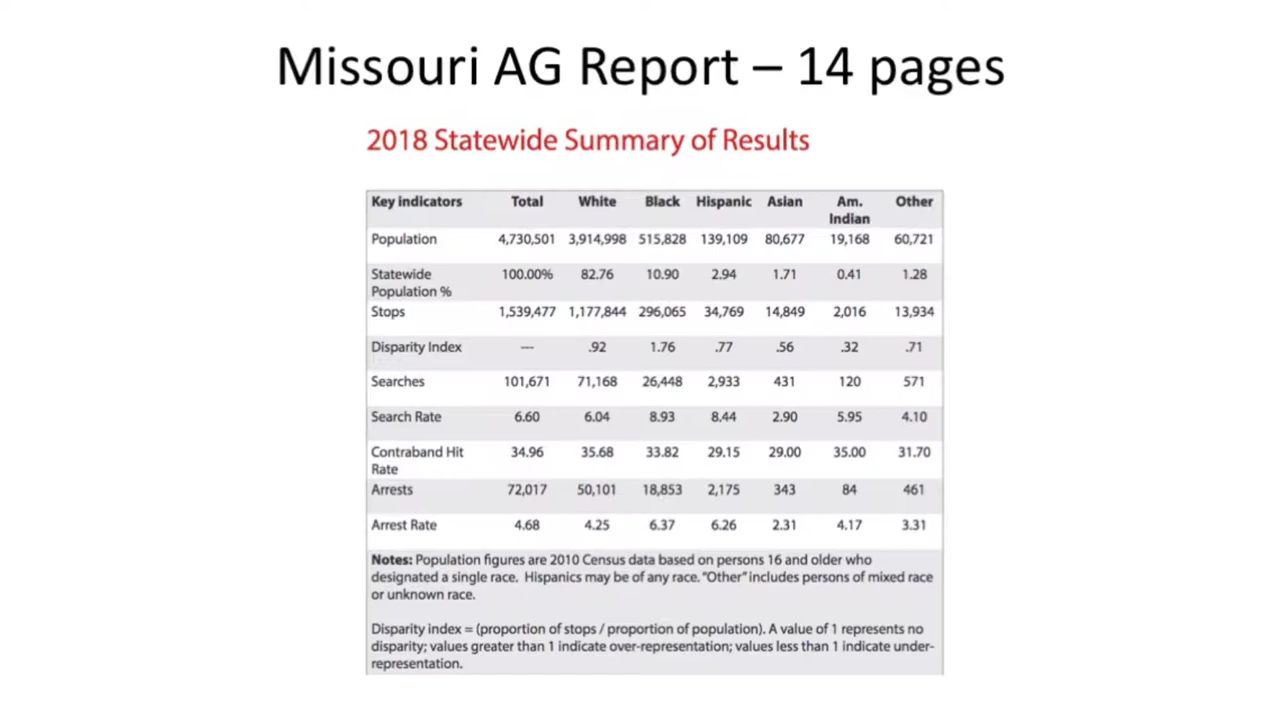 Missouri AG Report – 14 pages
2018 Statewide Summary of Results
Key indicators Total White Black Hispanic Asian Am. Indian Other
Population 4,730,501 3,914,998 515,828 139,109 80,677 19,168 60,721
Statewide Population % 100.00% 82.76 10.90 2.94 1.71 0.41 1.28
Stops 1,539,477 1,177,844 296,065 34,769 14,849 2,016 13,934
Disparity Index --- .92 1.76 .77 .56 .32 .71
Searches 101,671 71,168 26,448 2,933 431 120 571
Search Rate 6.60 6.04 8.93 8.44 2.90 5.95 4.10
Contraband Hit Rate 34.96 35.68 33.82 29.15 29.00 35.00 31.70
Arrests 72,017 50,101 18,853 2,175 343 84 461
Arrest Rate 4.68 4.25 6.37 6.26 2.31 4.17 3.31
Notes: Population figures are 2010 Census data based on persons 16 and older who
designated a single race. Hispanics may be of any race. "Other" includes persons of mixed race
or unknown race.
Disparity index = (proportion of stops / proportion of population). A value of 1 represents no
disparity; values greater than 1 indicate over-representation; values less than 1 indicate under-
representation.